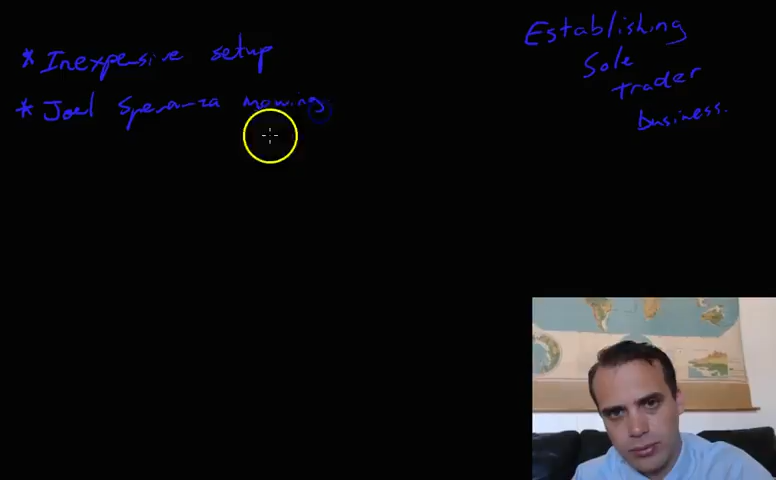 * Inexpensive setup
* Joel Speranza mowing
Establishing
Sole
trader
business.